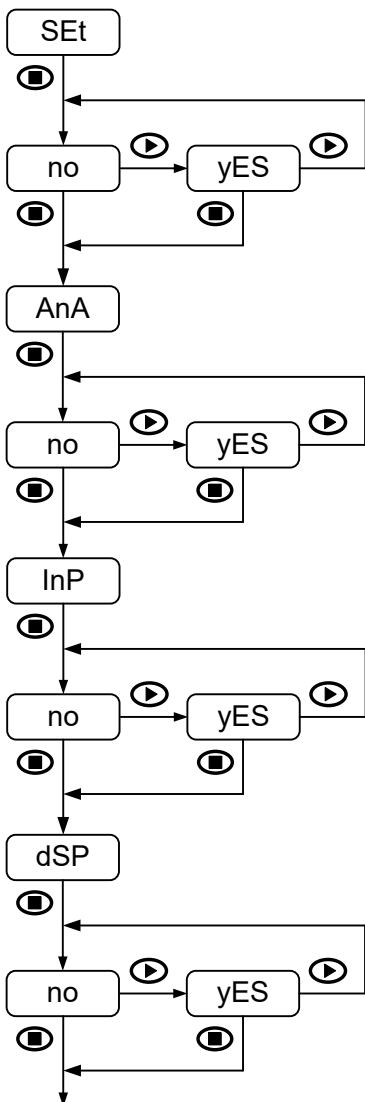 SEt
no yES
AnA
no yES
InP
no yES
dSP
no yES